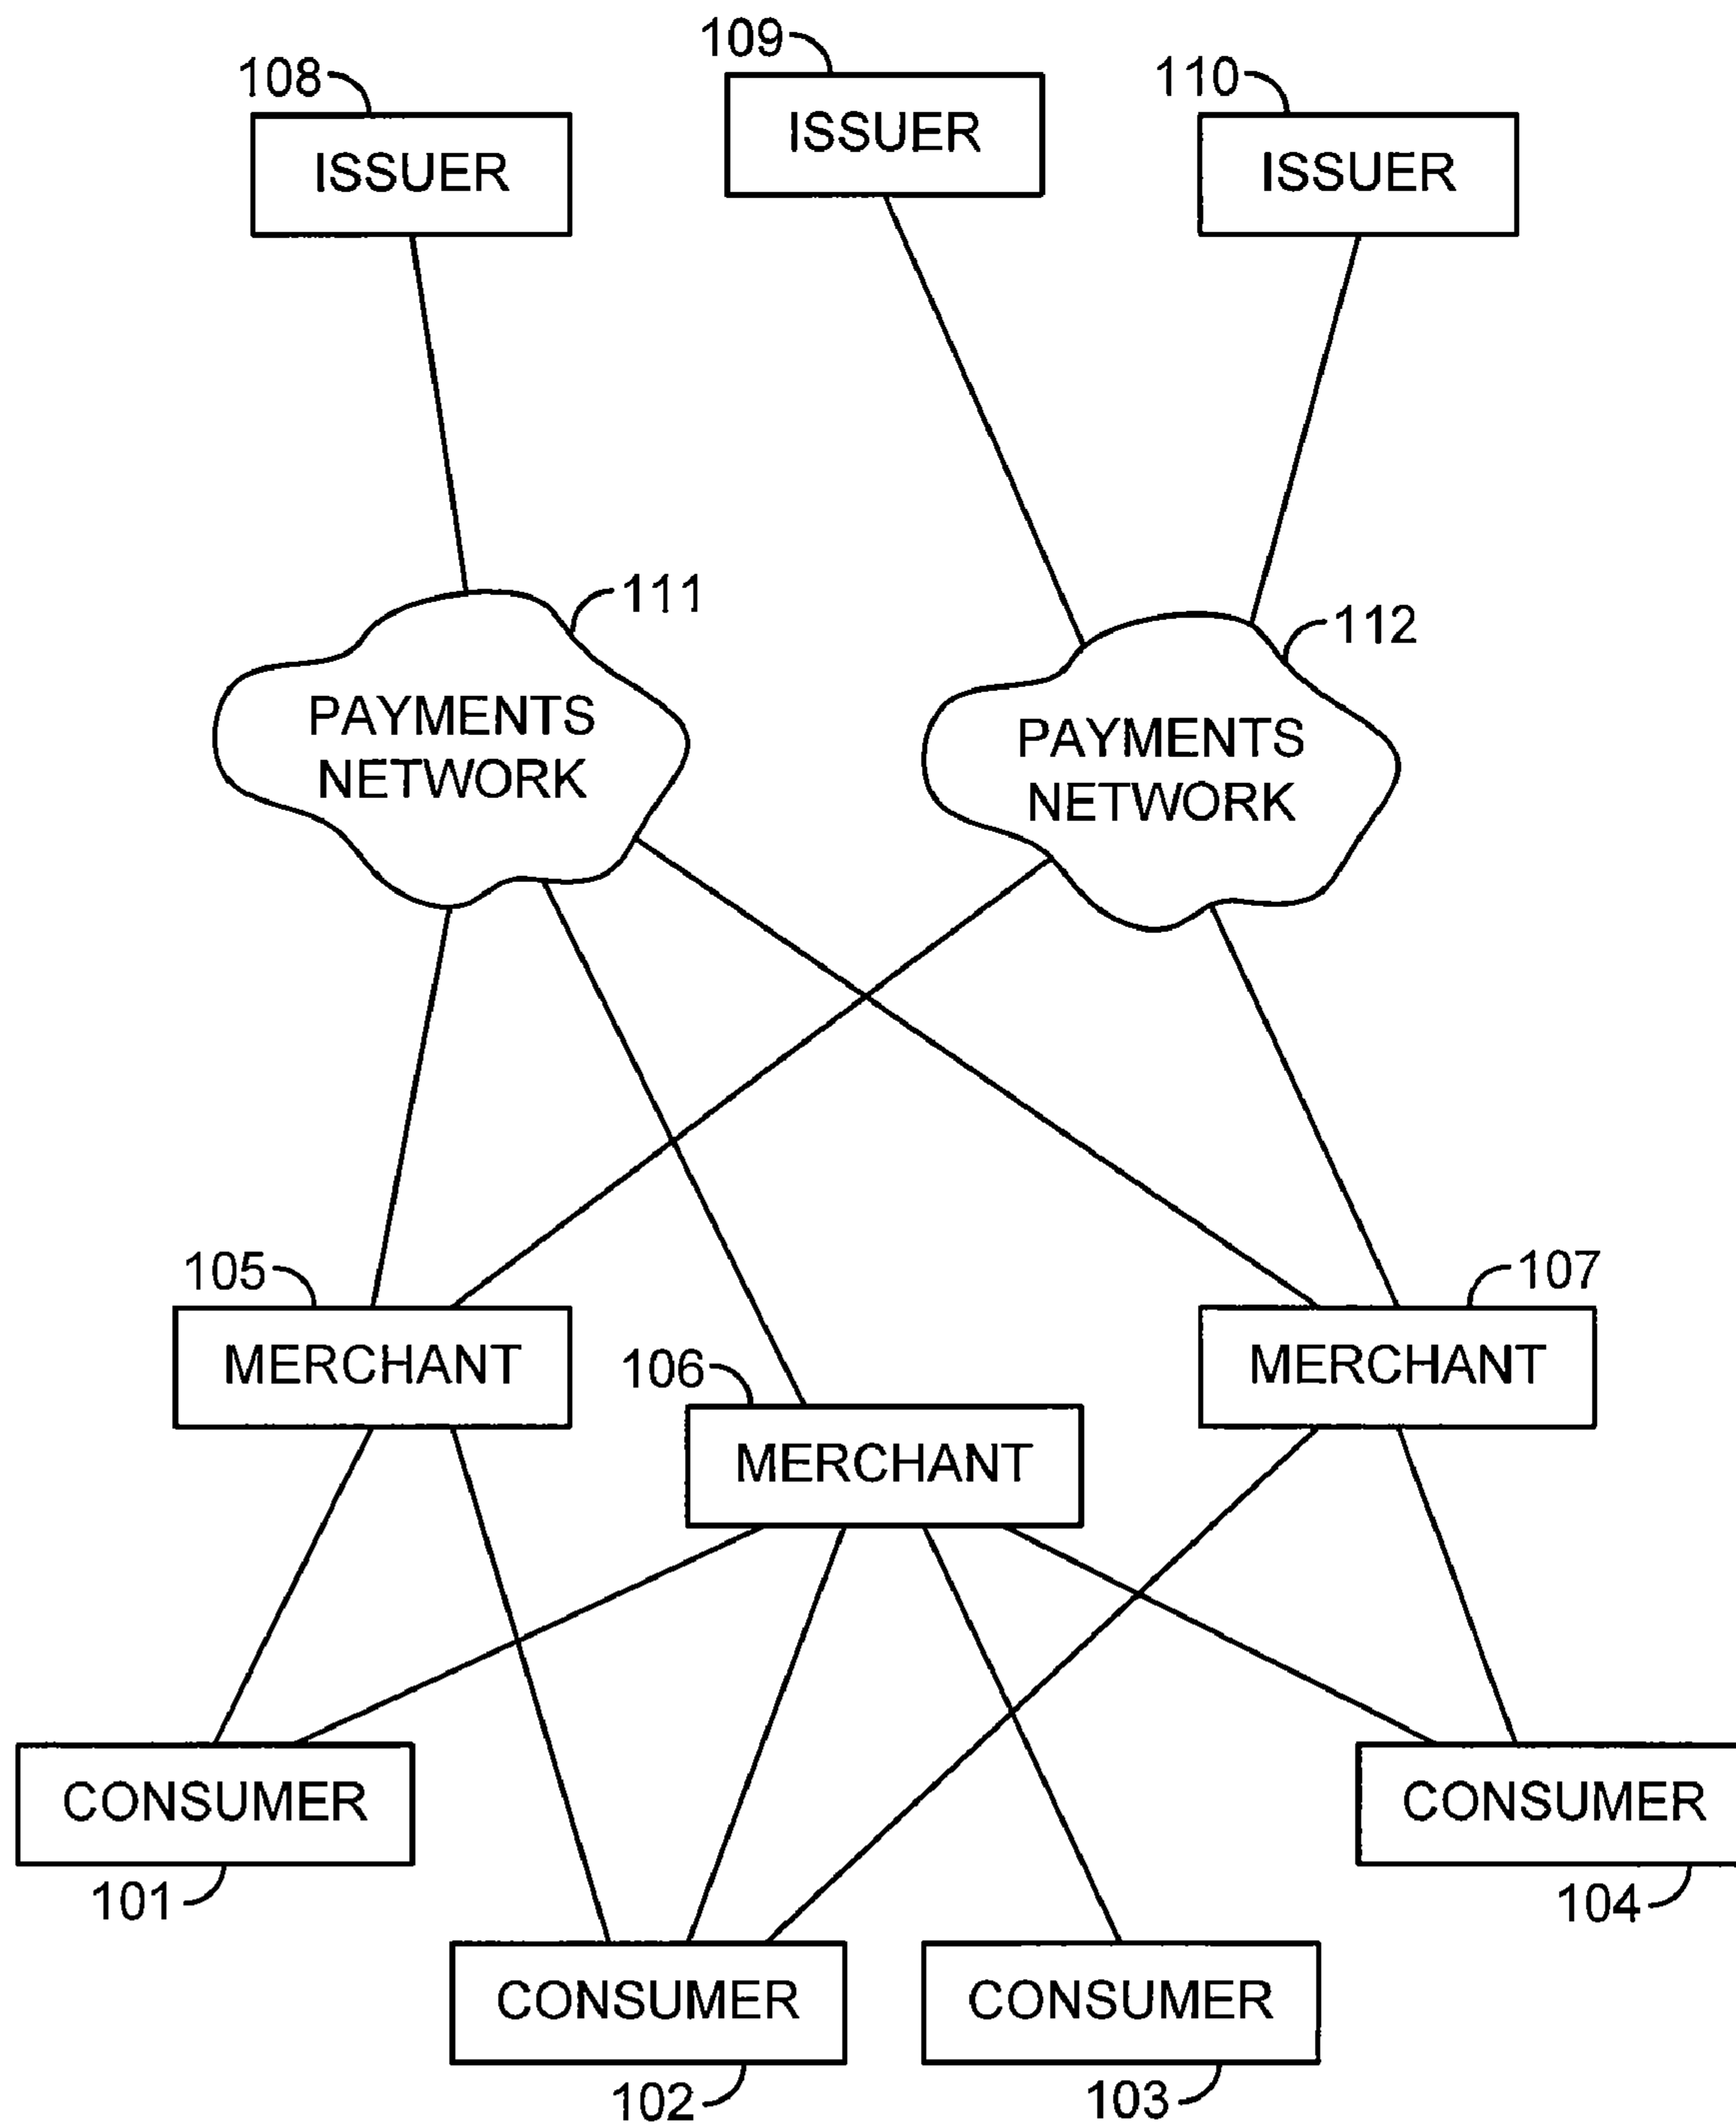 109
108
110
ISSUER
ISSUER
ISSUER
111
112
PAYMENTS
NETWORK
PAYMENTS
NETWORK
105
107
MERCHANT
MERCHANT
106
MERCHANT
CONSUMER
CONSUMER
101
104
CONSUMER
CONSUMER
102
103